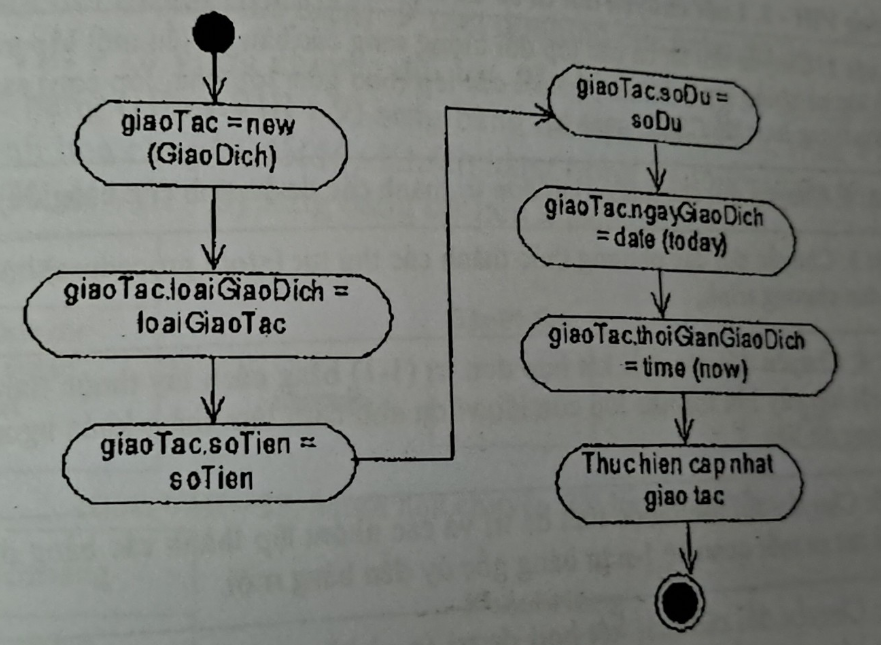 giaoTac = new
(GiaoDich)
giaoTac.loaiGiaoDich =
loaiGiaoTac
giaoTac.soTien =
soTien
giaoTac.soDu =
soDu
giaoTac.ngayGiaoDich
= date (today)
giaoTac.thoiGianGiaoDich
= time (now)
Thuc hien cap nhat
giao tac